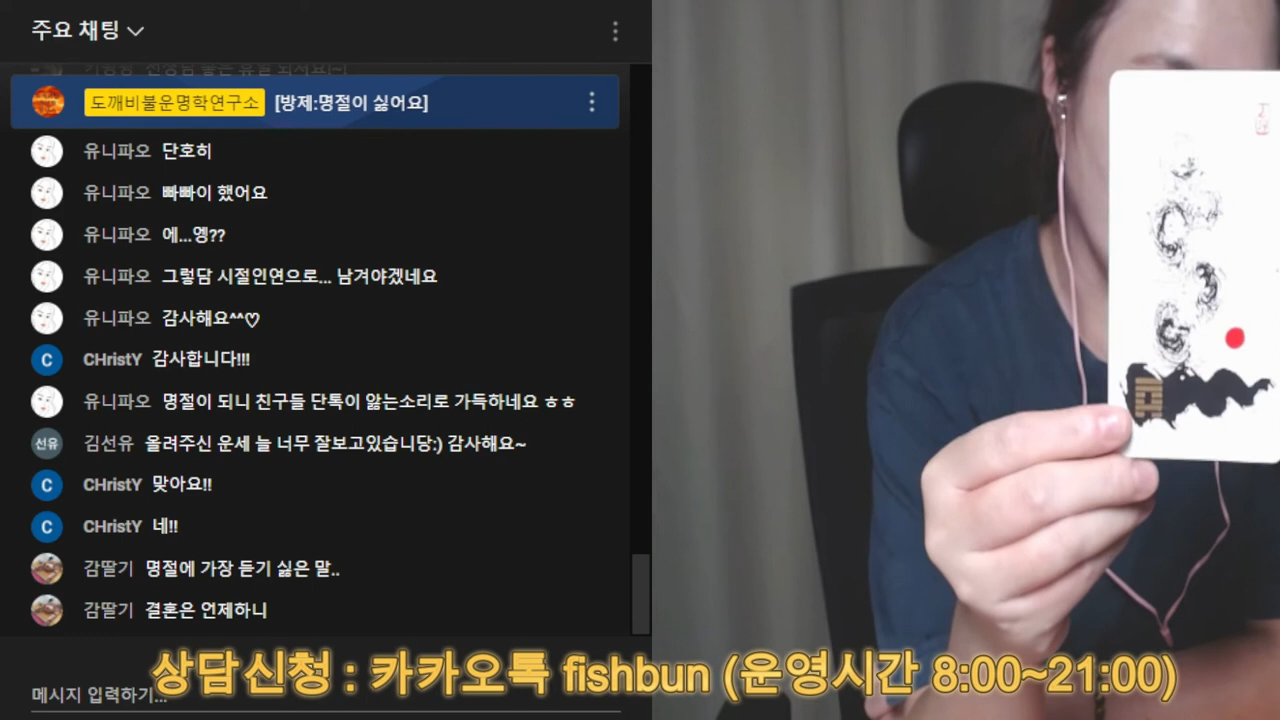 주요 채팅
도깨비불운명학연구소 [방제:명절이 싫어요]
유니파오 단호히
유니파오 빠빠이 했어요
유니파오 에...엥??
유니파오 그렇담 시절인연으로... 남겨야겠네요
유니파오 감사해요^^♡
C CHristY 감사합니다!!!
유니파오 명절이 되니 친구들 단톡이 앓는소리로 가득하네요 ㅎㅎ
선유 김선유 올려주신 운세 늘 너무 잘보고있습니당:) 감사해요~
C CHristY 맞아요!!
C CHristY 네!!
감딸기 명절에 가장 듣기 싫은 말..
감딸기 결혼은 언제하니
상담신청 : 카카오톡 fishbun (운영시간 8:00~21:00)
메시지 입력하기...